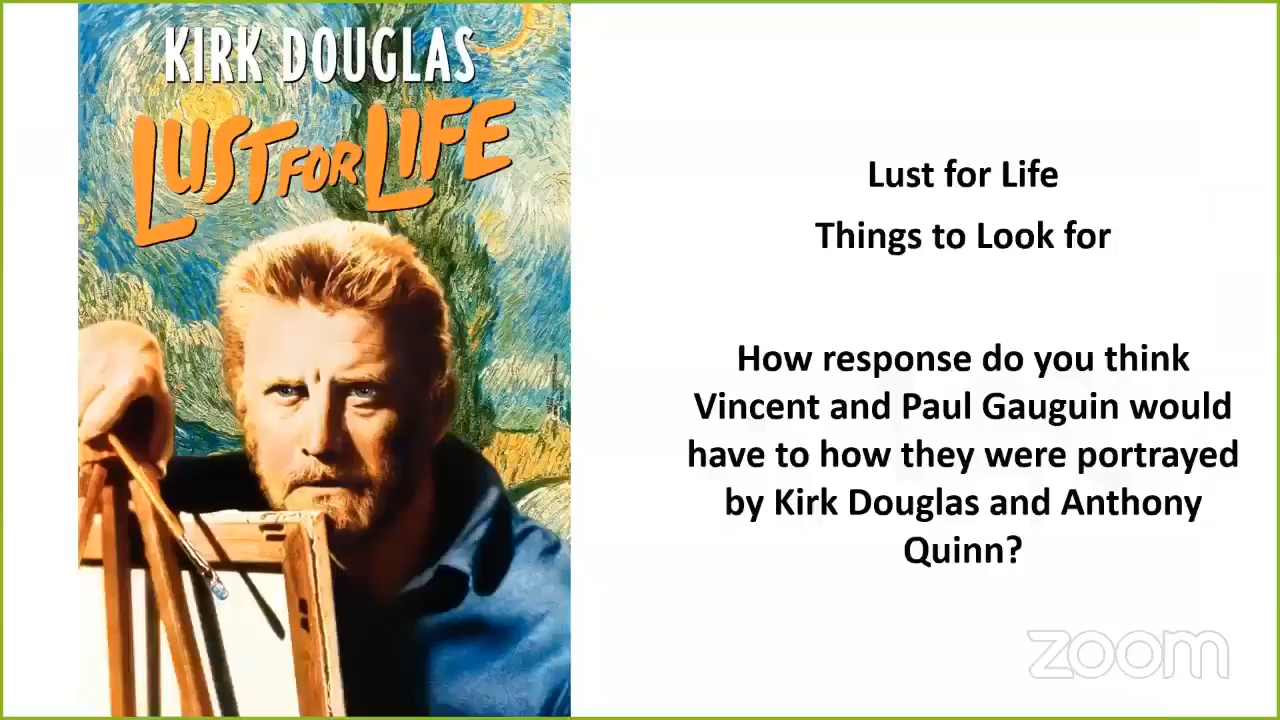 KIRK DOUGLAS
LUST FOR LIFE
Lust for Life
Things to Look for
How response do you think
Vincent and Paul Gauguin would
have to how they were portrayed
by Kirk Douglas and Anthony
Quinn?
zoom